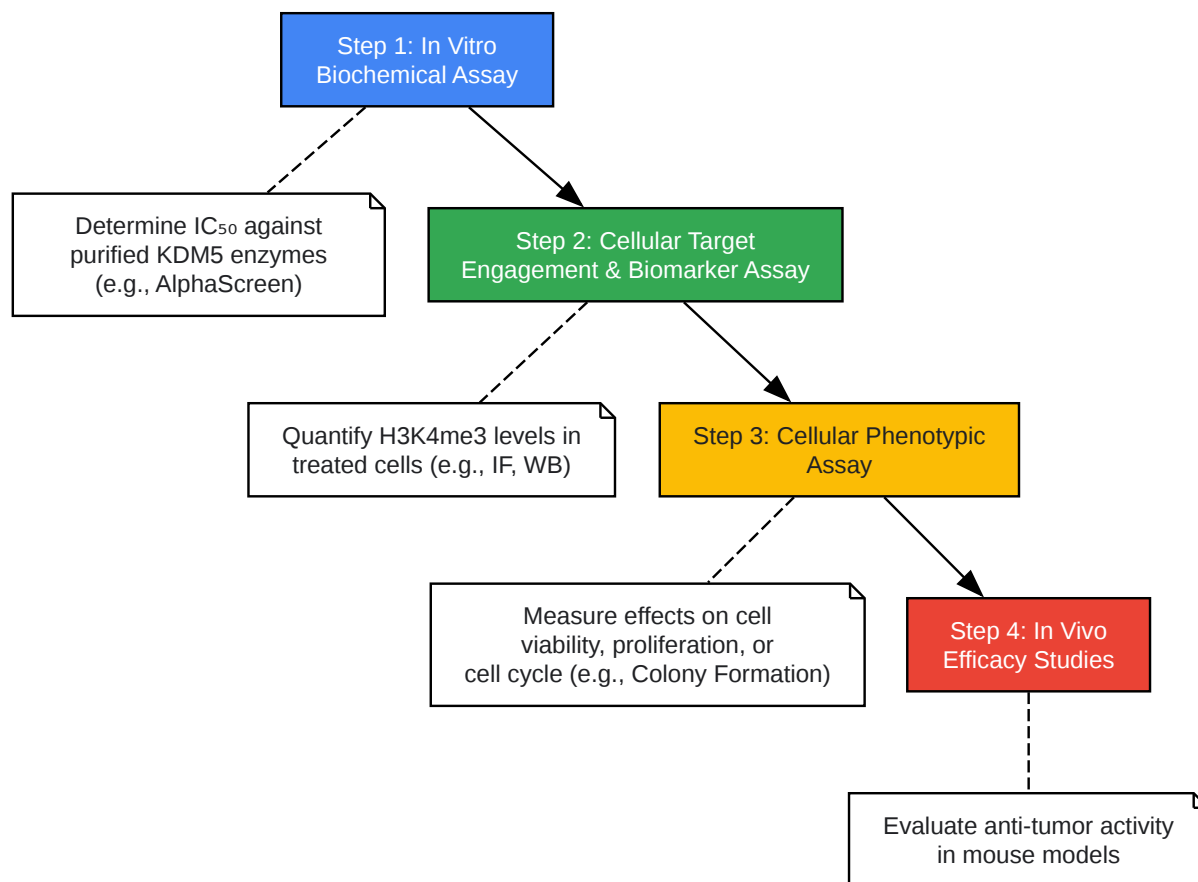 Step 1: In Vitro
Biochemical Assay
Determine IC₅₀ against
purified KDM5 enzymes
(e.g., AlphaScreen)
Step 2: Cellular Target
Engagement & Biomarker Assay
Quantify H3K4me3 levels in
treated cells (e.g., IF, WB)
Step 3: Cellular Phenotypic
Assay
Measure effects on cell
viability, proliferation, or
cell cycle (e.g., Colony Formation)
Step 4: In Vivo
Efficacy Studies
Evaluate anti-tumor activity
in mouse models